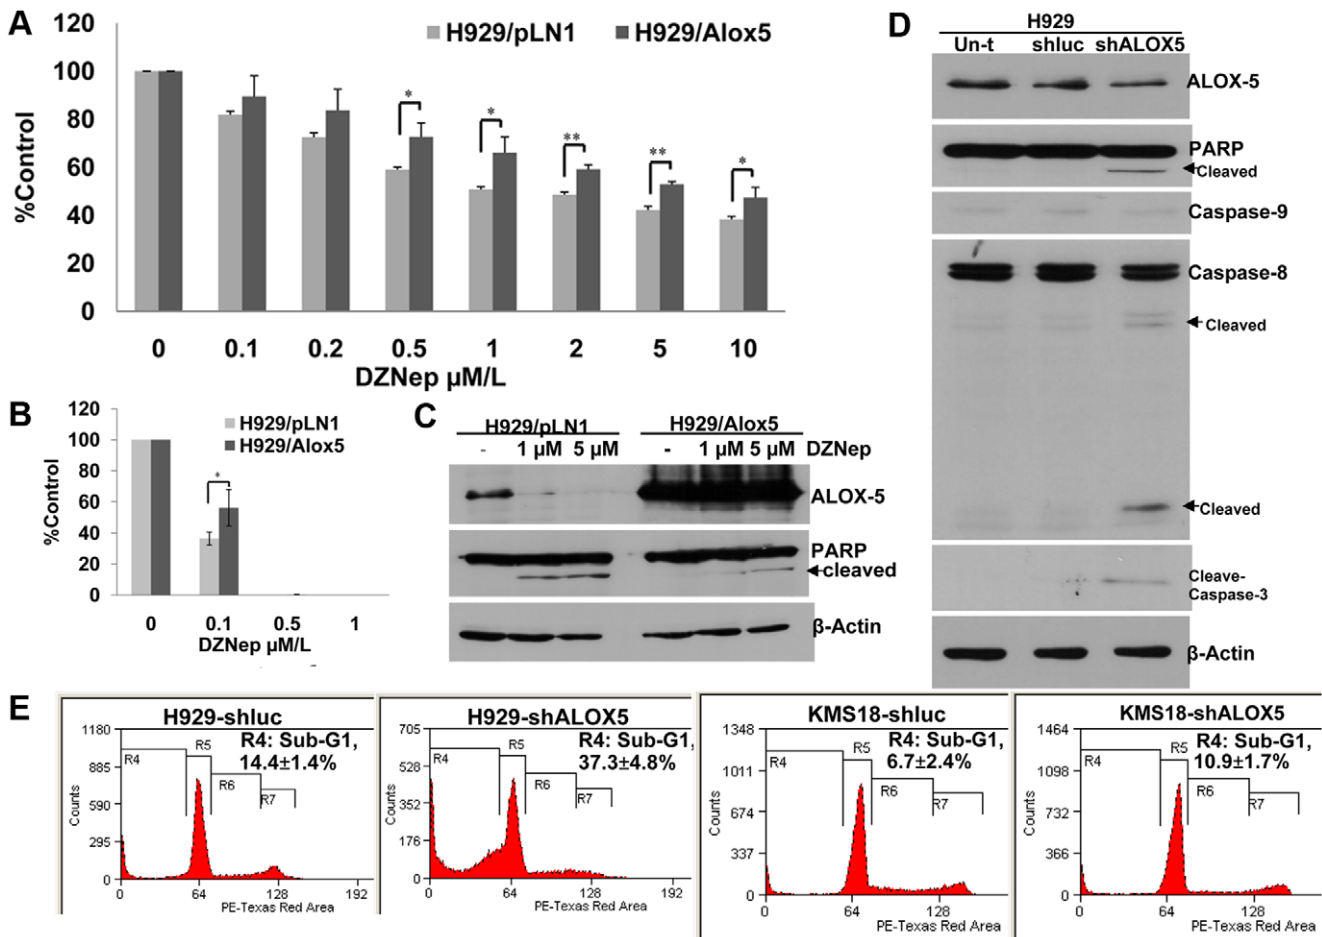 A
120
100
80
60
40
20
0
%Control
H929/pLN1 H929/Alox5
* * ** ** *
0 0.1 0.2 0.5 1 2 5 10
DZNep µM/L
B
120
100
80
60
40
20
0
%Control
H929/pLN1
H929/Alox5
*
0 0.1 0.5 1
DZNep µM/L
C
H929/pLN1 H929/Alox5
- 1 µM 5 µM - 1 µM 5 µM DZNep
ALOX-5
PARP
cleaved
β-Actin
D
H929
Un-t shluc shALOX5
ALOX-5
PARP
Cleaved
Caspase-9
Caspase-8
Cleaved
Cleaved
Cleave-
Caspase-3
β-Actin
E
H929-shluc
R4: Sub-G1,
14.4±1.4%
R4 R5 R6 R7
Counts
1180
885
590
295
0
0 64 128 192
PE-Texas Red Area
H929-shALOX5
R4: Sub-G1,
37.3±4.8%
R4 R5 R6 R7
Counts
705
528
352
176
0
0 64 128 192
PE-Texas Red Area
KMS18-shluc
R4: Sub-G1,
6.7±2.4%
R4 R5 R6 R7
Counts
1348
1011
674
337
0
0 64 128
PE-Texas Red Area
KMS18-shALOX5
R4: Sub-G1,
10.9±1.7%
R4 R5 R6 R7
Counts
1464
1098
732
366
0
0 64 128
PE-Texas Red Area